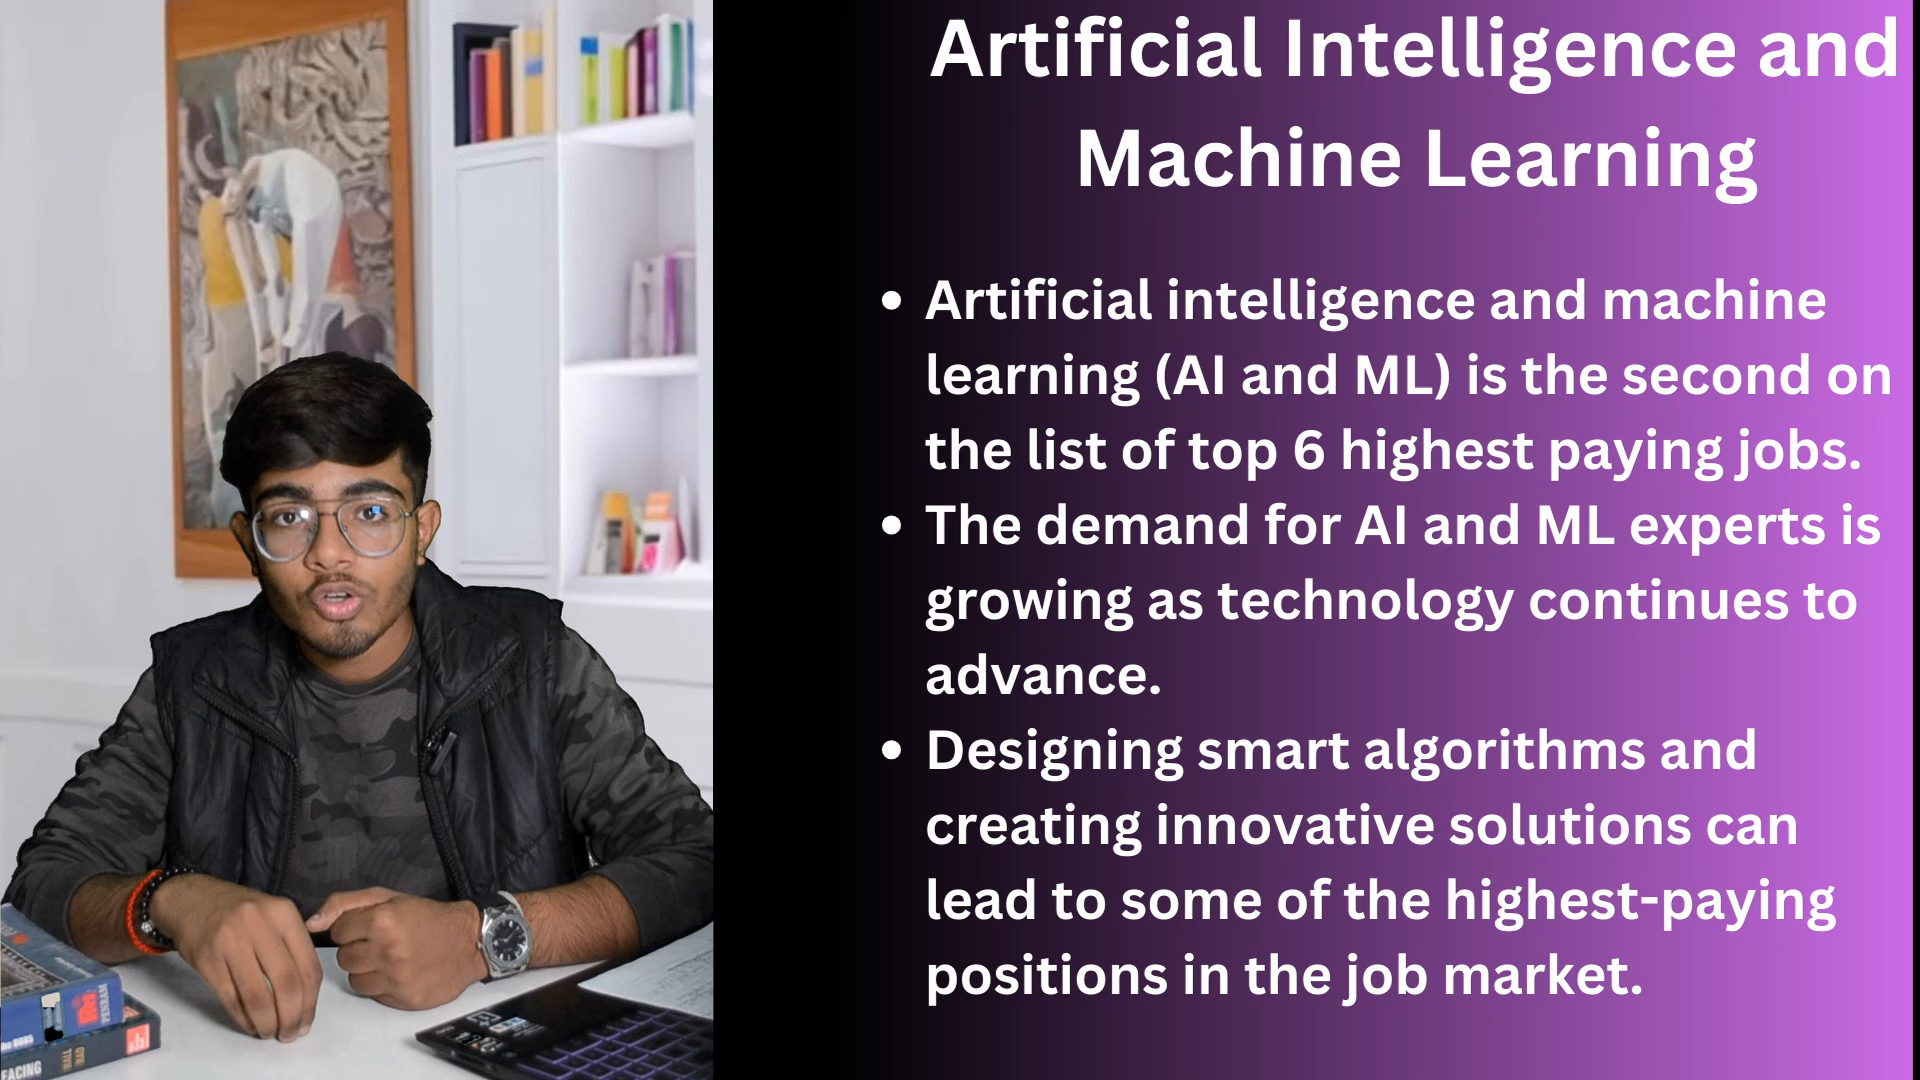 Artificial Intelligence and
Machine Learning
• Artificial intelligence and machine
learning (AI and ML) is the second on
the list of top 6 highest paying jobs.
• The demand for AI and ML experts is
growing as technology continues to
advance.
• Designing smart algorithms and
creating innovative solutions can
lead to some of the highest-paying
positions in the job market.
PENRAM
HALL
FACING